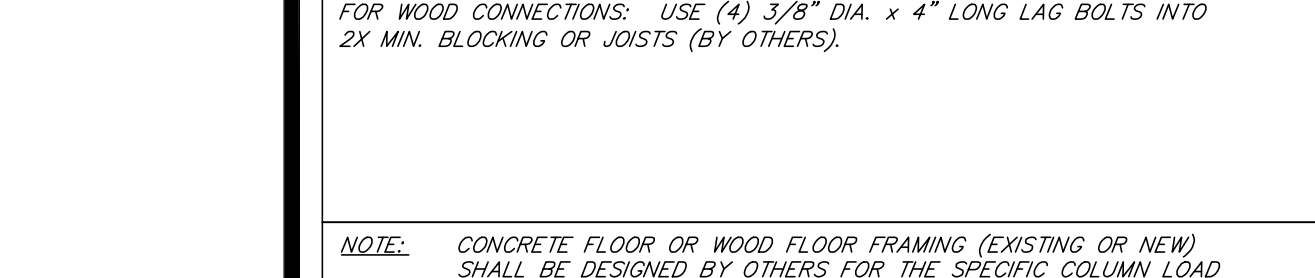 FOR WOOD CONNECTIONS: USE (4) 3/8" DIA. x 4" LONG LAG BOLTS INTO
2X MIN. BLOCKING OR JOISTS (BY OTHERS).
NOTE: CONCRETE FLOOR OR WOOD FLOOR FRAMING (EXISTING OR NEW)
SHALL BE DESIGNED BY OTHERS FOR THE SPECIFIC COLUMN LOAD